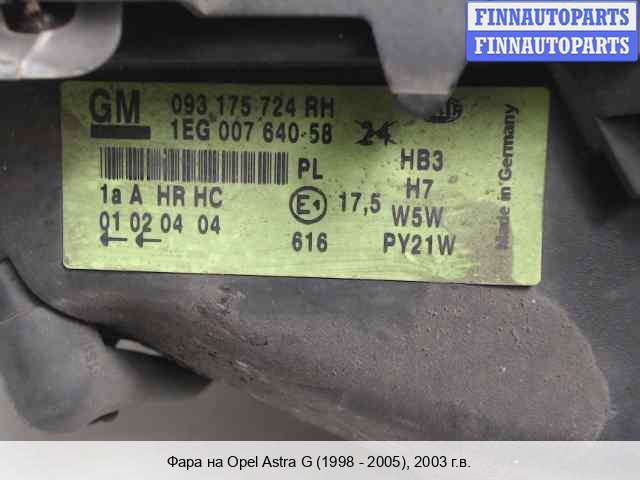 FINNAUTOPARTS
FINNAUTOPARTS
GM 093 175 724 RH
1EG 007 640-58 24
PL
HB3
1a A HR HC
E1 17,5
H7
01 02 04 04
W5W
616
PY21W
Made in Germany
Фара на Opel Astra G (1998 - 2005), 2003 г.в.